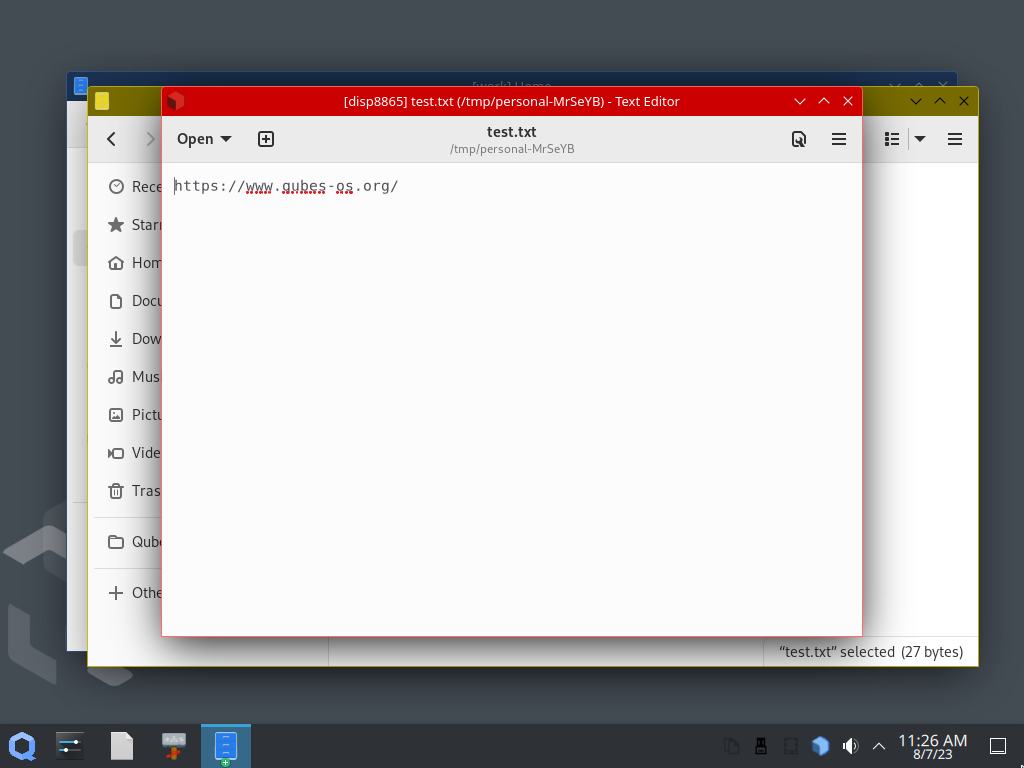 [work] Home
[disp8865] test.txt (/tmp/personal-MrSeYB) - Text Editor
Open
test.txt
/tmp/personal-MrSeYB
https://www.qubes-os.org/
Rece
Starr
Hom
Docu
Dow
Mus
Pictu
Vide
Tras
Qube
Othe
“test.txt” selected (27 bytes)
11:26 AM
8/7/23